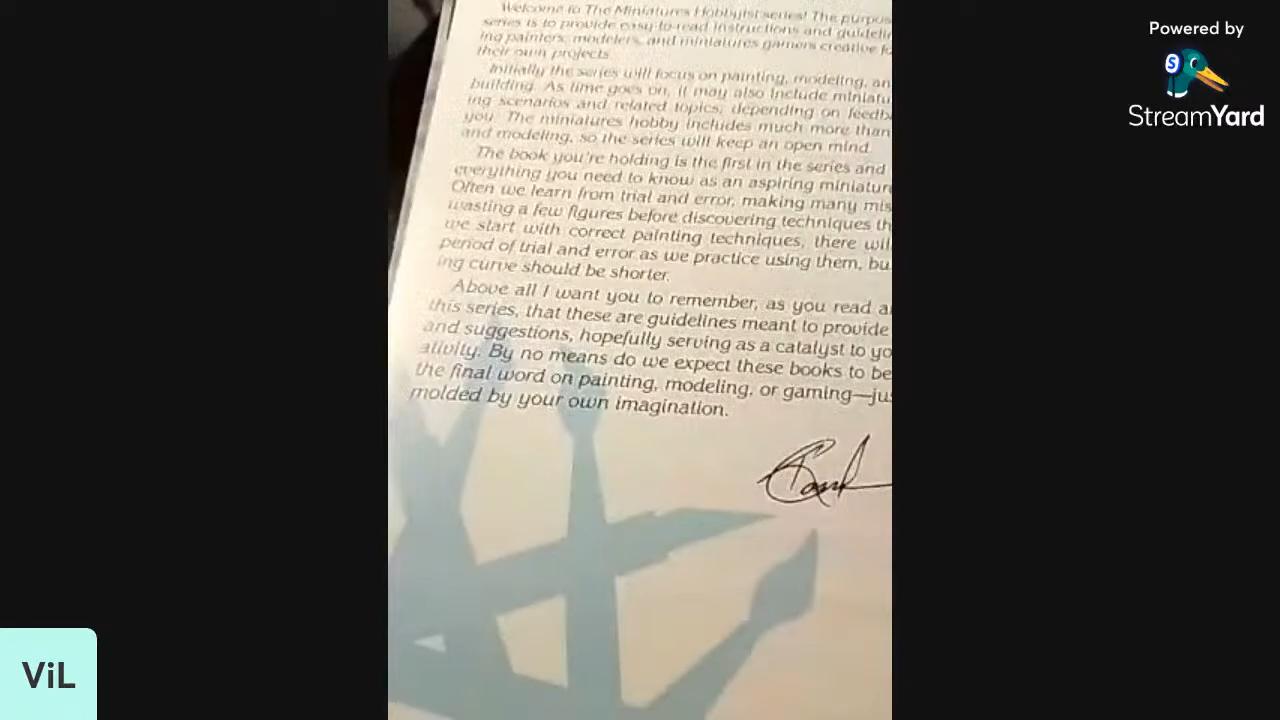 Welcome to The Miniatures Hobbyist series! The purpos
series is to provide easy-to-read instructions and guideli
ing painters, modelers, and miniatures gamers creative fo
their own projects.
Initially the series will focus on painting, modeling, an
building. As time goes on, it may also include miniatu
ing scenarios and related topics, depending on feedb
you. The miniatures hobby includes much more than
and modeling, so the series will keep an open mind.
The book you're holding is the first in the series and
everything you need to know as an aspiring miniature
Often we learn from trial and error, making many mis
wasting a few figures before discovering techniques th
we start with correct painting techniques, there will
period of trial and error as we practice using them, bu
ing curve should be shorter.
Above all I want you to remember, as you read a
this series, that these are guidelines meant to provide
and suggestions, hopefully serving as a catalyst to yo
ativity. By no means do we expect these books to be
the final word on painting, modeling, or gaming—jus
molded by your own imagination.
Powered by
StreamYard
ViL